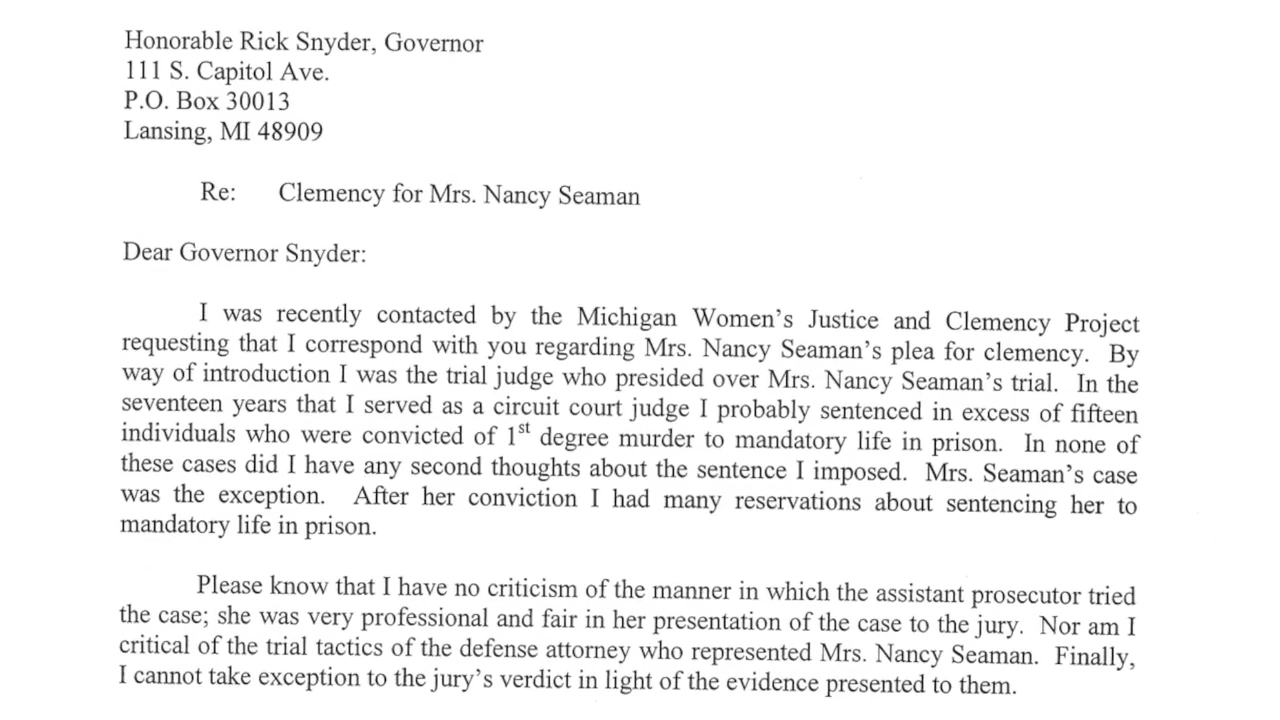 Honorable Rick Snyder, Governor
111 S. Capitol Ave.
P.O. Box 30013
Lansing, MI 48909
Re: Clemency for Mrs. Nancy Seaman
Dear Governor Snyder:
I was recently contacted by the Michigan Women's Justice and Clemency Project
requesting that I correspond with you regarding Mrs. Nancy Seaman's plea for clemency. By
way of introduction I was the trial judge who presided over Mrs. Nancy Seaman's trial. In the
seventeen years that I served as a circuit court judge I probably sentenced in excess of fifteen
individuals who were convicted of 1st degree murder to mandatory life in prison. In none of
these cases did I have any second thoughts about the sentence I imposed. Mrs. Seaman's case
was the exception. After her conviction I had many reservations about sentencing her to
mandatory life in prison.
Please know that I have no criticism of the manner in which the assistant prosecutor tried
the case; she was very professional and fair in her presentation of the case to the jury. Nor am I
critical of the trial tactics of the defense attorney who represented Mrs. Nancy Seaman. Finally,
I cannot take exception to the jury's verdict in light of the evidence presented to them.